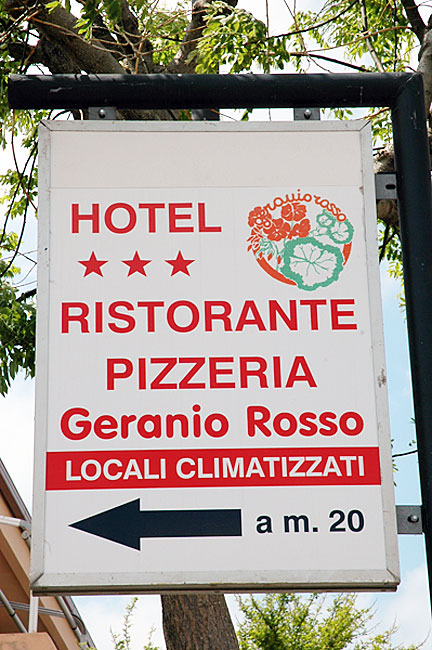 HOTEL
geranio rosso
★ ★ ★
RISTORANTE
PIZZERIA
Geranio Rosso
LOCALI CLIMATIZZATI
a m. 20